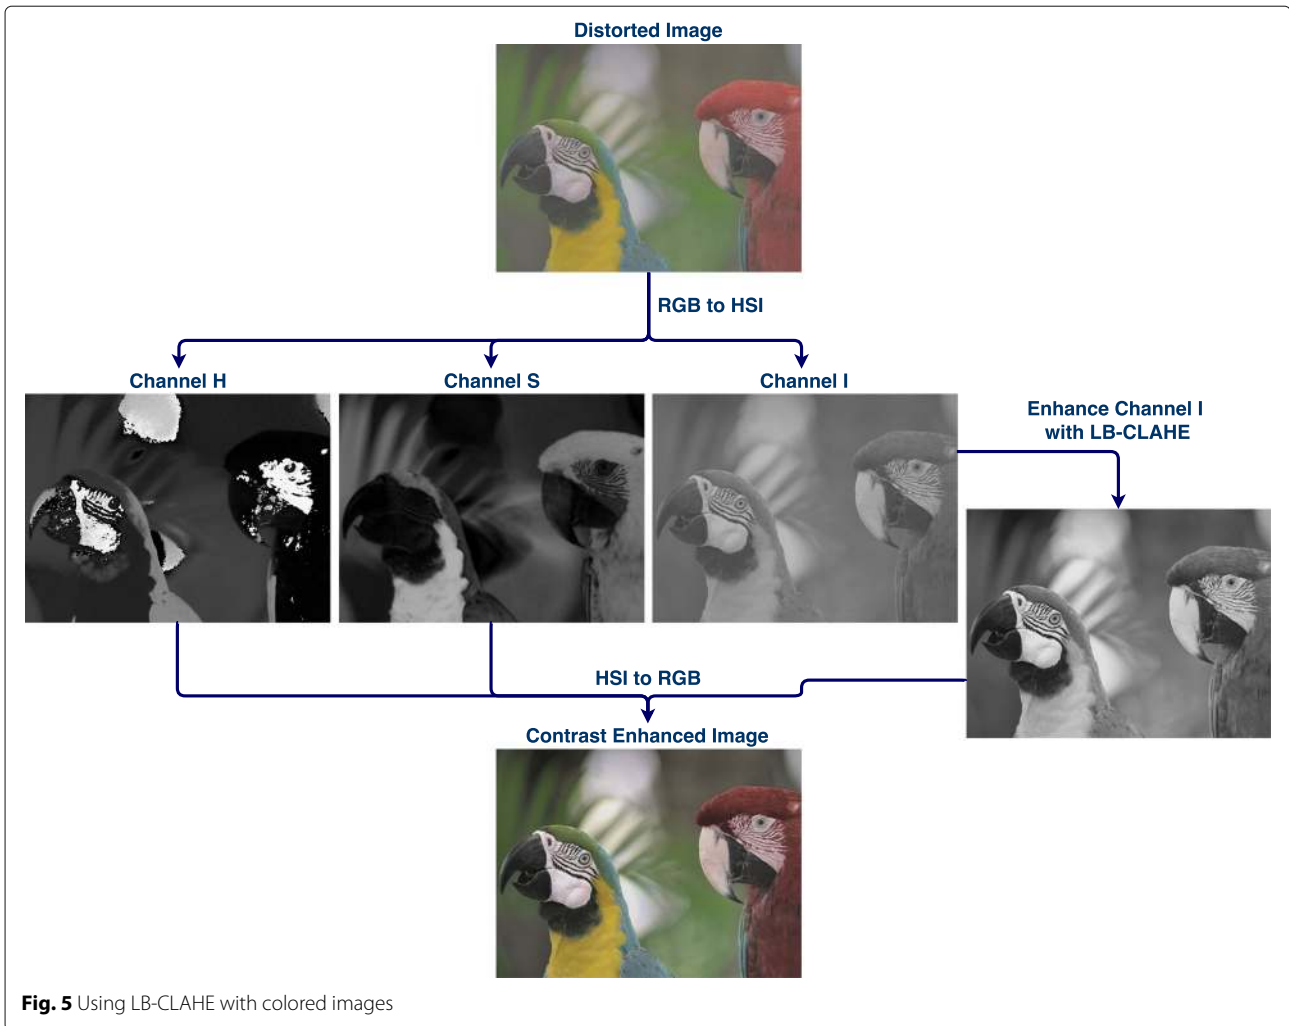 Distorted Image
RGB to HSI
Channel H
Channel S
Channel I
Enhance Channel I
with LB-CLAHE
HSI to RGB
Contrast Enhanced Image
Fig. 5 Using LB-CLAHE with colored images